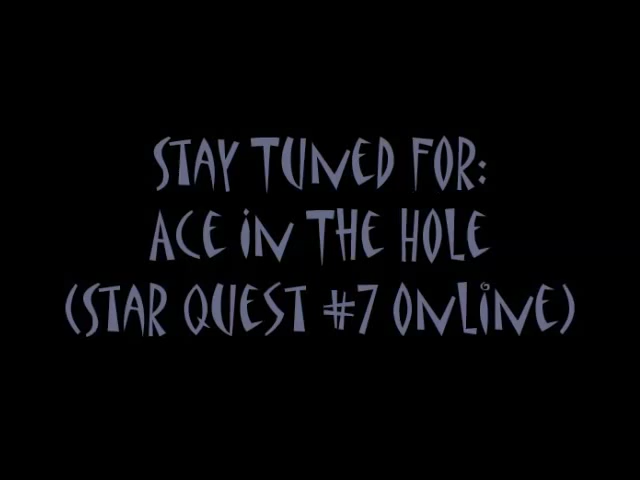 STAY TUNED FOR:
ACE IN THE HOLE
(STAR QUEST #7 ONLINE)